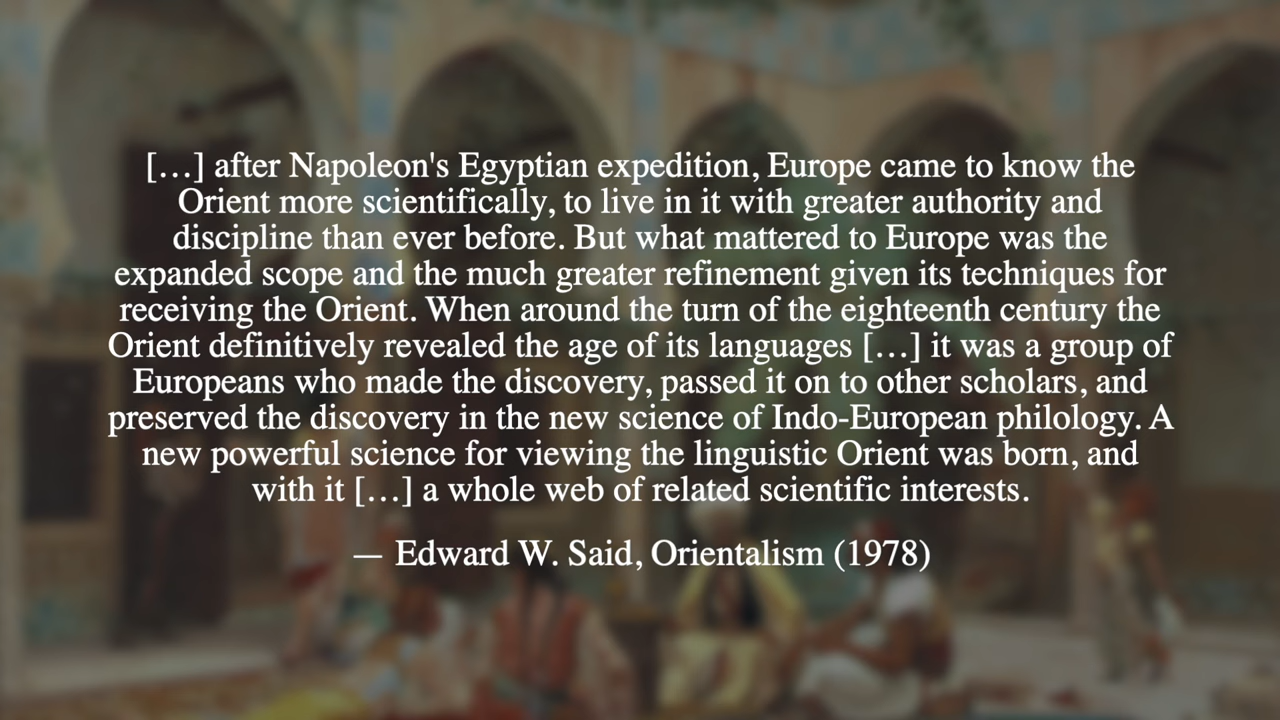 […] after Napoleon's Egyptian expedition, Europe came to know the
Orient more scientifically, to live in it with greater authority and
discipline than ever before. But what mattered to Europe was the
expanded scope and the much greater refinement given its techniques for
receiving the Orient. When around the turn of the eighteenth century the
Orient definitively revealed the age of its languages […] it was a group of
Europeans who made the discovery, passed it on to other scholars, and
preserved the discovery in the new science of Indo-European philology. A
new powerful science for viewing the linguistic Orient was born, and
with it […] a whole web of related scientific interests.
— Edward W. Said, Orientalism (1978)